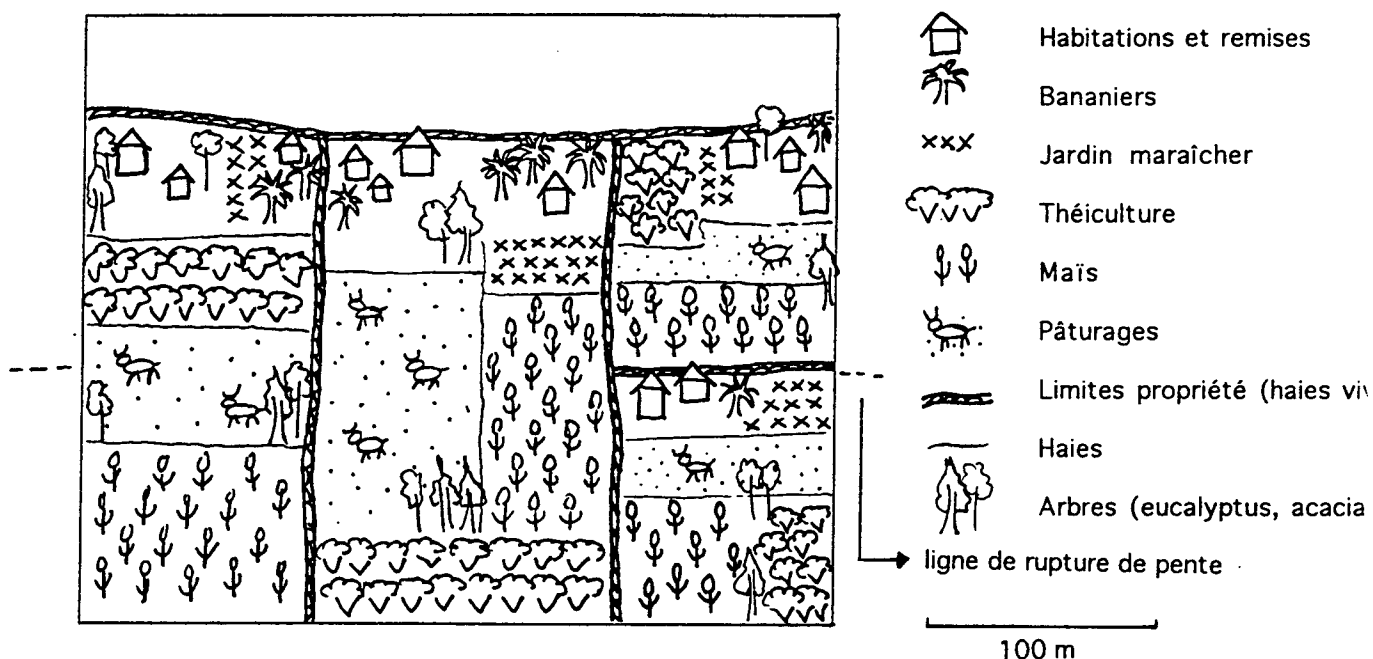 Habitations et remises
Bananiers
Jardin maraîcher
Théiculture
Maïs
Pâturages
Limites propriété (haies
Haies
Arbres (eucalyptus, acacia
ligne de rupture de pente
100 m